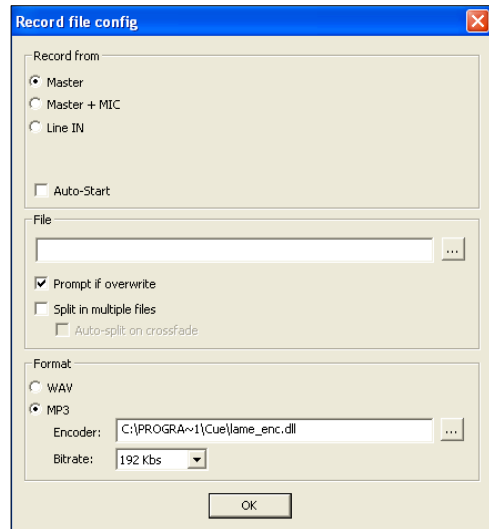 Record file config
Record from
Master
Master + MIC
Line IN
Auto-Start
File
...
Prompt if overwrite
Split in multiple files
Auto-split on crossfade
Format
WAV
MP3
Encoder: C:\PROGRA~1\Cue\lame_enc.dll ...
Bitrate: 192 Kbs
OK